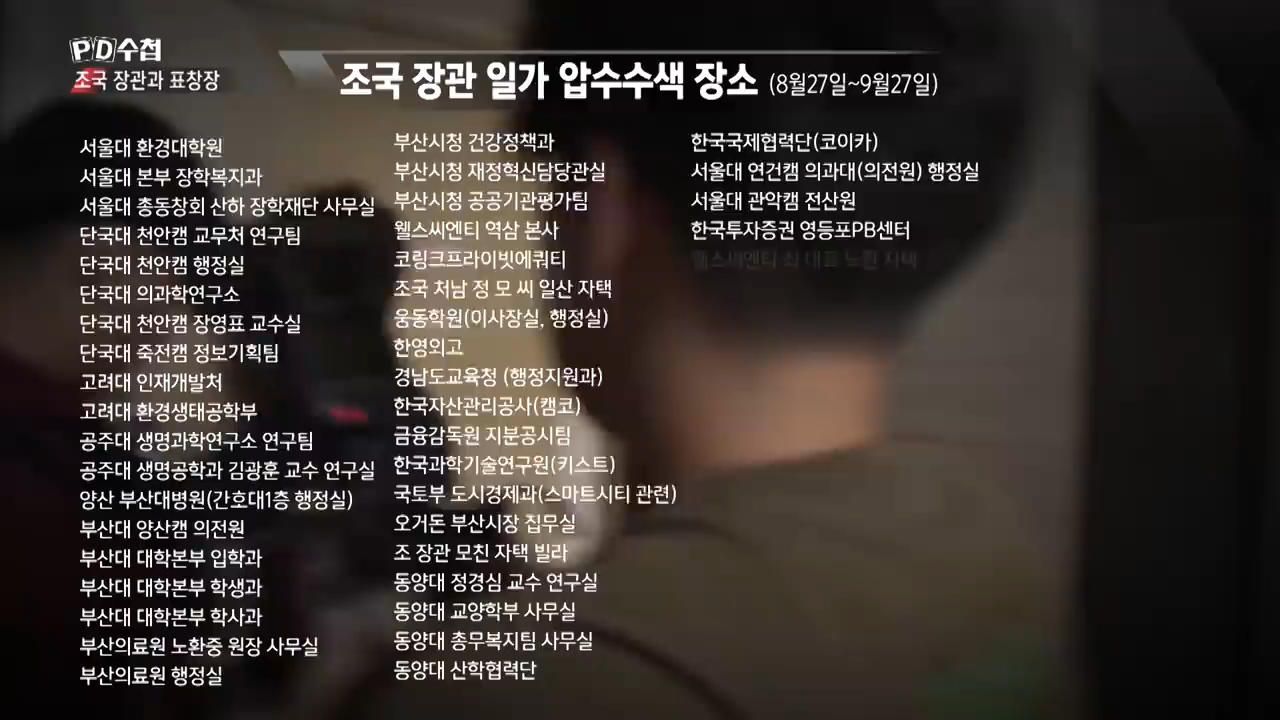 PD수첩
조국 장관과 표창장
조국 장관 일가 압수수색 장소 (8월27일~9월27일)
서울대 환경대학원
서울대 본부 장학복지과
서울대 총동창회 산하 장학재단 사무실
단국대 천안캠 교무처 연구팀
단국대 천안캠 행정실
단국대 의과학연구소
단국대 천안캠 장영표 교수실
단국대 죽전캠 정보기획팀
고려대 인재개발처
고려대 환경생태공학부
공주대 생명과학연구소 연구팀
공주대 생명공학과 김광훈 교수 연구실
양산 부산대병원(간호대1층 행정실)
부산대 양산캠 의전원
부산대 대학본부 입학과
부산대 대학본부 학생과
부산대 대학본부 학사과
부산의료원 노환중 원장 사무실
부산의료원 행정실
부산시청 건강정책과
부산시청 재정혁신담당관실
부산시청 공공기관평가팀
웰스씨엔티 역삼 본사
코링크프라이빗에쿼티
조국 처남 정 모 씨 일산 자택
웅동학원(이사장실, 행정실)
한영외고
경남도교육청 (행정지원과)
한국자산관리공사(캠코)
금융감독원 지분공시팀
한국과학기술연구원(키스트)
국토부 도시경제과(스마트시티 관련)
오거돈 부산시장 집무실
조 장관 모친 자택 빌라
동양대 정경심 교수 연구실
동양대 교양학부 사무실
동양대 총무복지팀 사무실
동양대 산학협력단
한국국제협력단(코이카)
서울대 연건캠 의과대(의전원) 행정실
서울대 관악캠 전산원
한국투자증권 영등포PB센터
웰스씨엔티 최 대표 노원 자택